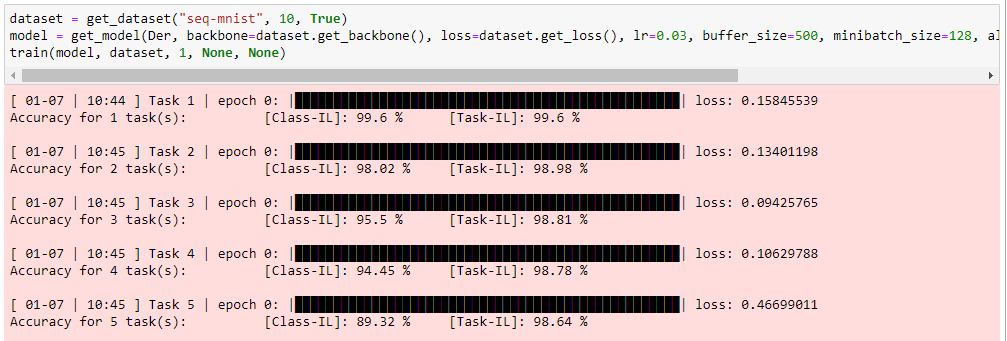 dataset = get_dataset("seq-mnist", 10, True)
model = get_model(Der, backbone=dataset.get_backbone(), loss=dataset.get_loss(), lr=0.03, buffer_size=500, minibatch_size=128, al
train(model, dataset, 1, None, None)
[ 01-07 | 10:44 ] Task 1 | epoch 0: || loss: 0.15845539
Accuracy for 1 task(s): [Class-IL]: 99.6 % [Task-IL]: 99.6 %
[ 01-07 | 10:45 ] Task 2 | epoch 0: || loss: 0.13401198
Accuracy for 2 task(s): [Class-IL]: 98.02 % [Task-IL]: 98.98 %
[ 01-07 | 10:45 ] Task 3 | epoch 0: || loss: 0.09425765
Accuracy for 3 task(s): [Class-IL]: 95.5 % [Task-IL]: 98.81 %
[ 01-07 | 10:45 ] Task 4 | epoch 0: || loss: 0.10629788
Accuracy for 4 task(s): [Class-IL]: 94.45 % [Task-IL]: 98.78 %
[ 01-07 | 10:45 ] Task 5 | epoch 0: || loss: 0.46699011
Accuracy for 5 task(s): [Class-IL]: 89.32 % [Task-IL]: 98.64 %